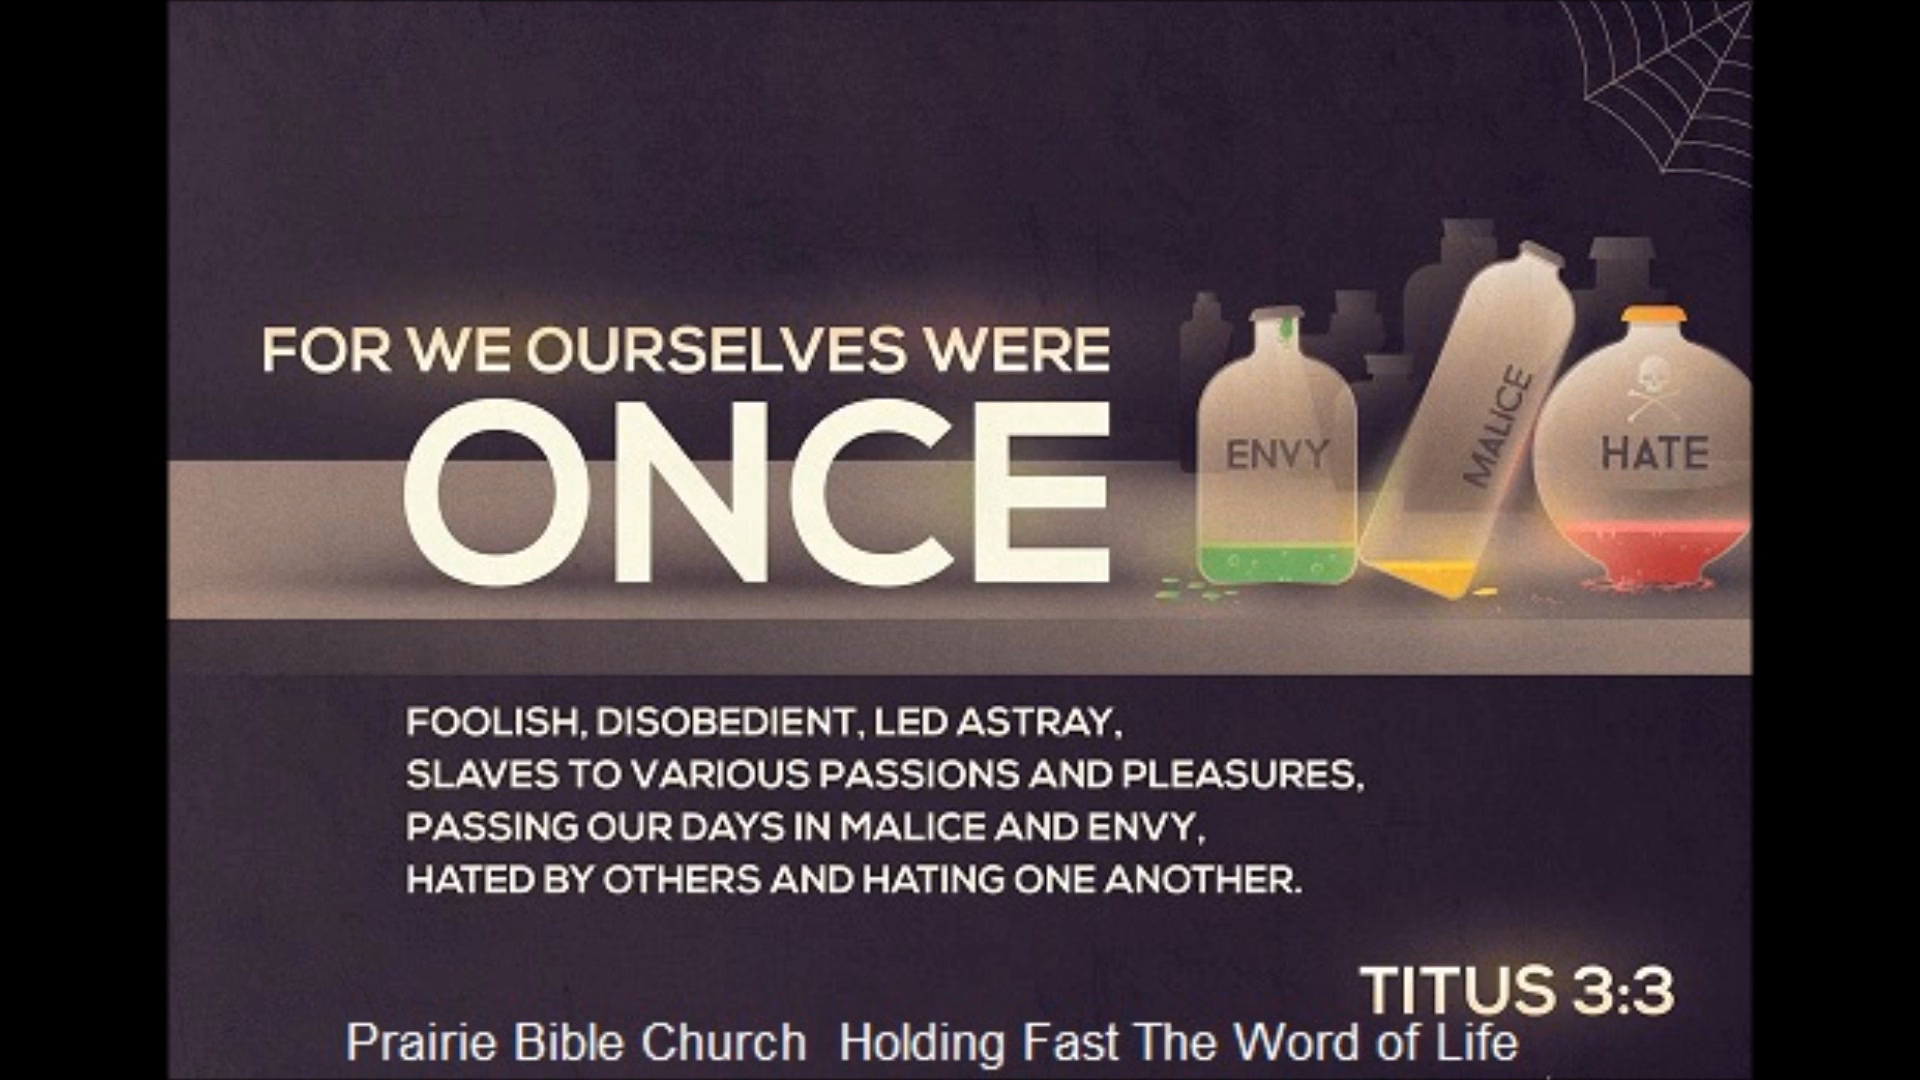 FOR WE OURSELVES WERE
ONCE
ENVY
MALICE
HATE
FOOLISH, DISOBEDIENT, LED ASTRAY,
SLAVES TO VARIOUS PASSIONS AND PLEASURES,
PASSING OUR DAYS IN MALICE AND ENVY,
HATED BY OTHERS AND HATING ONE ANOTHER.
TITUS 3:3
Prairie Bible Church  Holding Fast The Word of Life